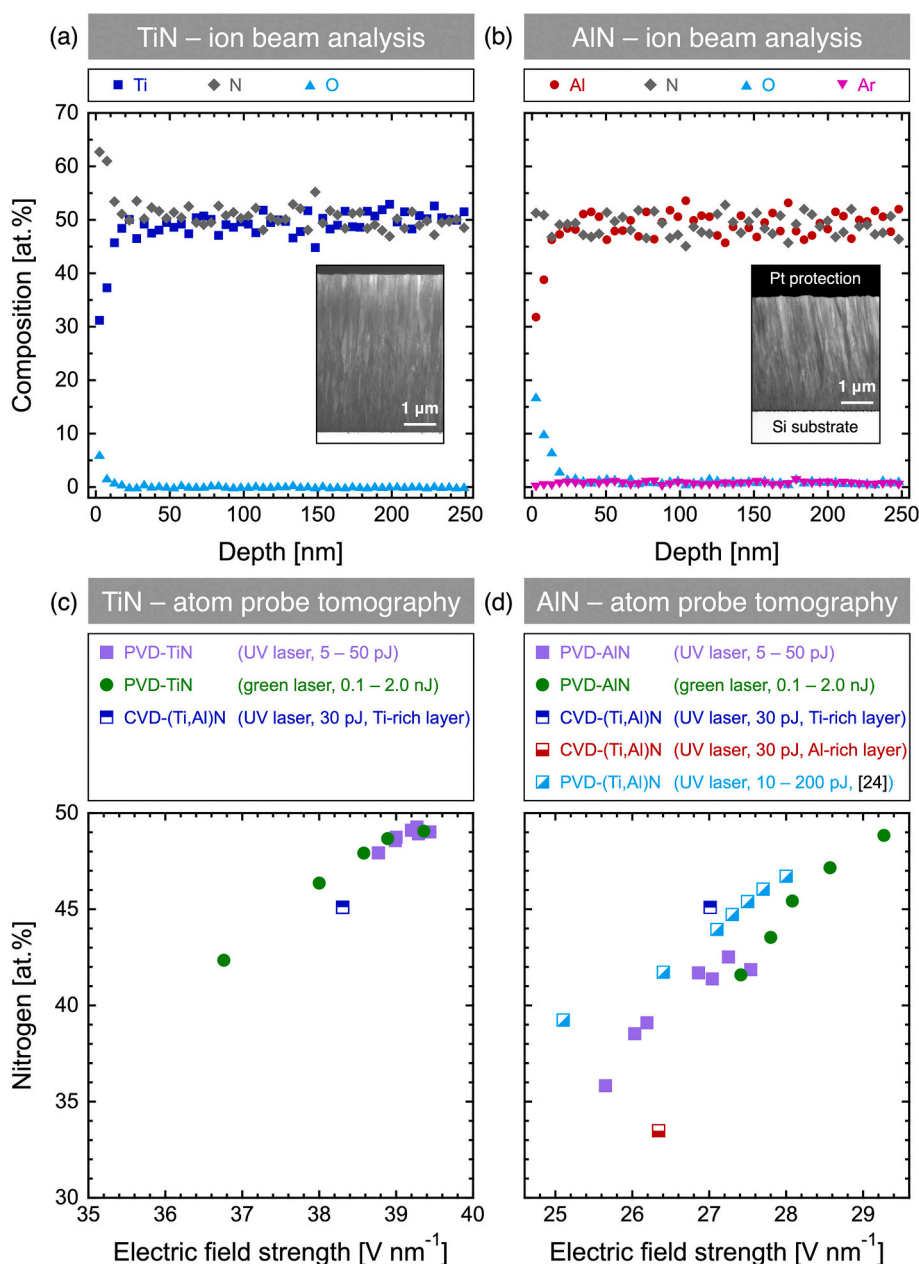 (a) TiN – ion beam analysis
Ti N O
70
60
50
40
30
20
10
0
Composition [at.%]
1 µm
0 50 100 150 200 250
Depth [nm]
(b) AlN – ion beam analysis
Al N O Ar
Pt protection
1 µm
Si substrate
0 50 100 150 200 250
Depth [nm]
(c) TiN – atom probe tomography
PVD-TiN (UV laser, 5 – 50 pJ)
PVD-TiN (green laser, 0.1 – 2.0 nJ)
CVD-(Ti,Al)N (UV laser, 30 pJ, Ti-rich layer)
50
45
40
35
30
Nitrogen [at.%]
35 36 37 38 39 40
Electric field strength [V nm⁻¹]
(d) AlN – atom probe tomography
PVD-AlN (UV laser, 5 – 50 pJ)
PVD-AlN (green laser, 0.1 – 2.0 nJ)
CVD-(Ti,Al)N (UV laser, 30 pJ, Ti-rich layer)
CVD-(Ti,Al)N (UV laser, 30 pJ, Al-rich layer)
PVD-(Ti,Al)N (UV laser, 10 – 200 pJ, [24])
25 26 27 28 29
Electric field strength [V nm⁻¹]